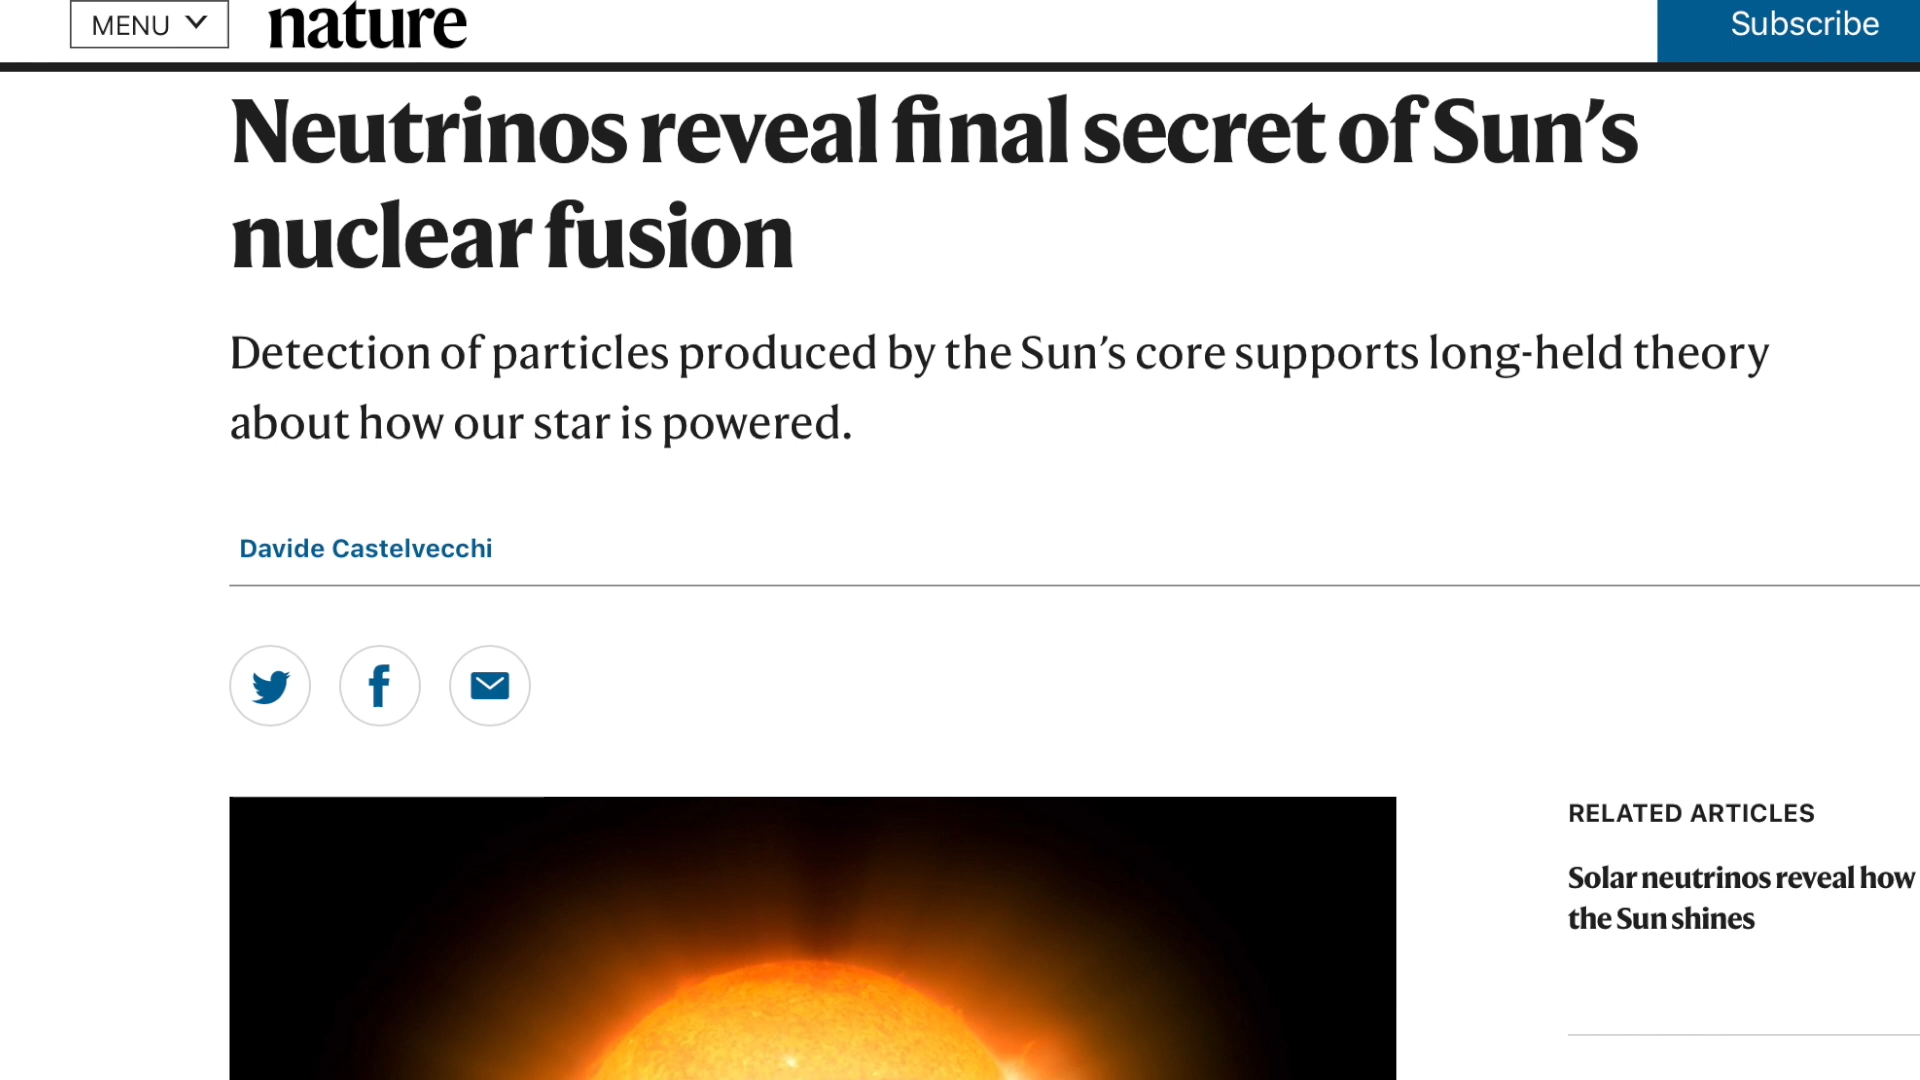 MENU
nature
Subscribe
Neutrinos reveal final secret of Sun’s
nuclear fusion
Detection of particles produced by the Sun’s core supports long-held theory
about how our star is powered.
Davide Castelvecchi
RELATED ARTICLES
Solar neutrinos reveal how
the Sun shines